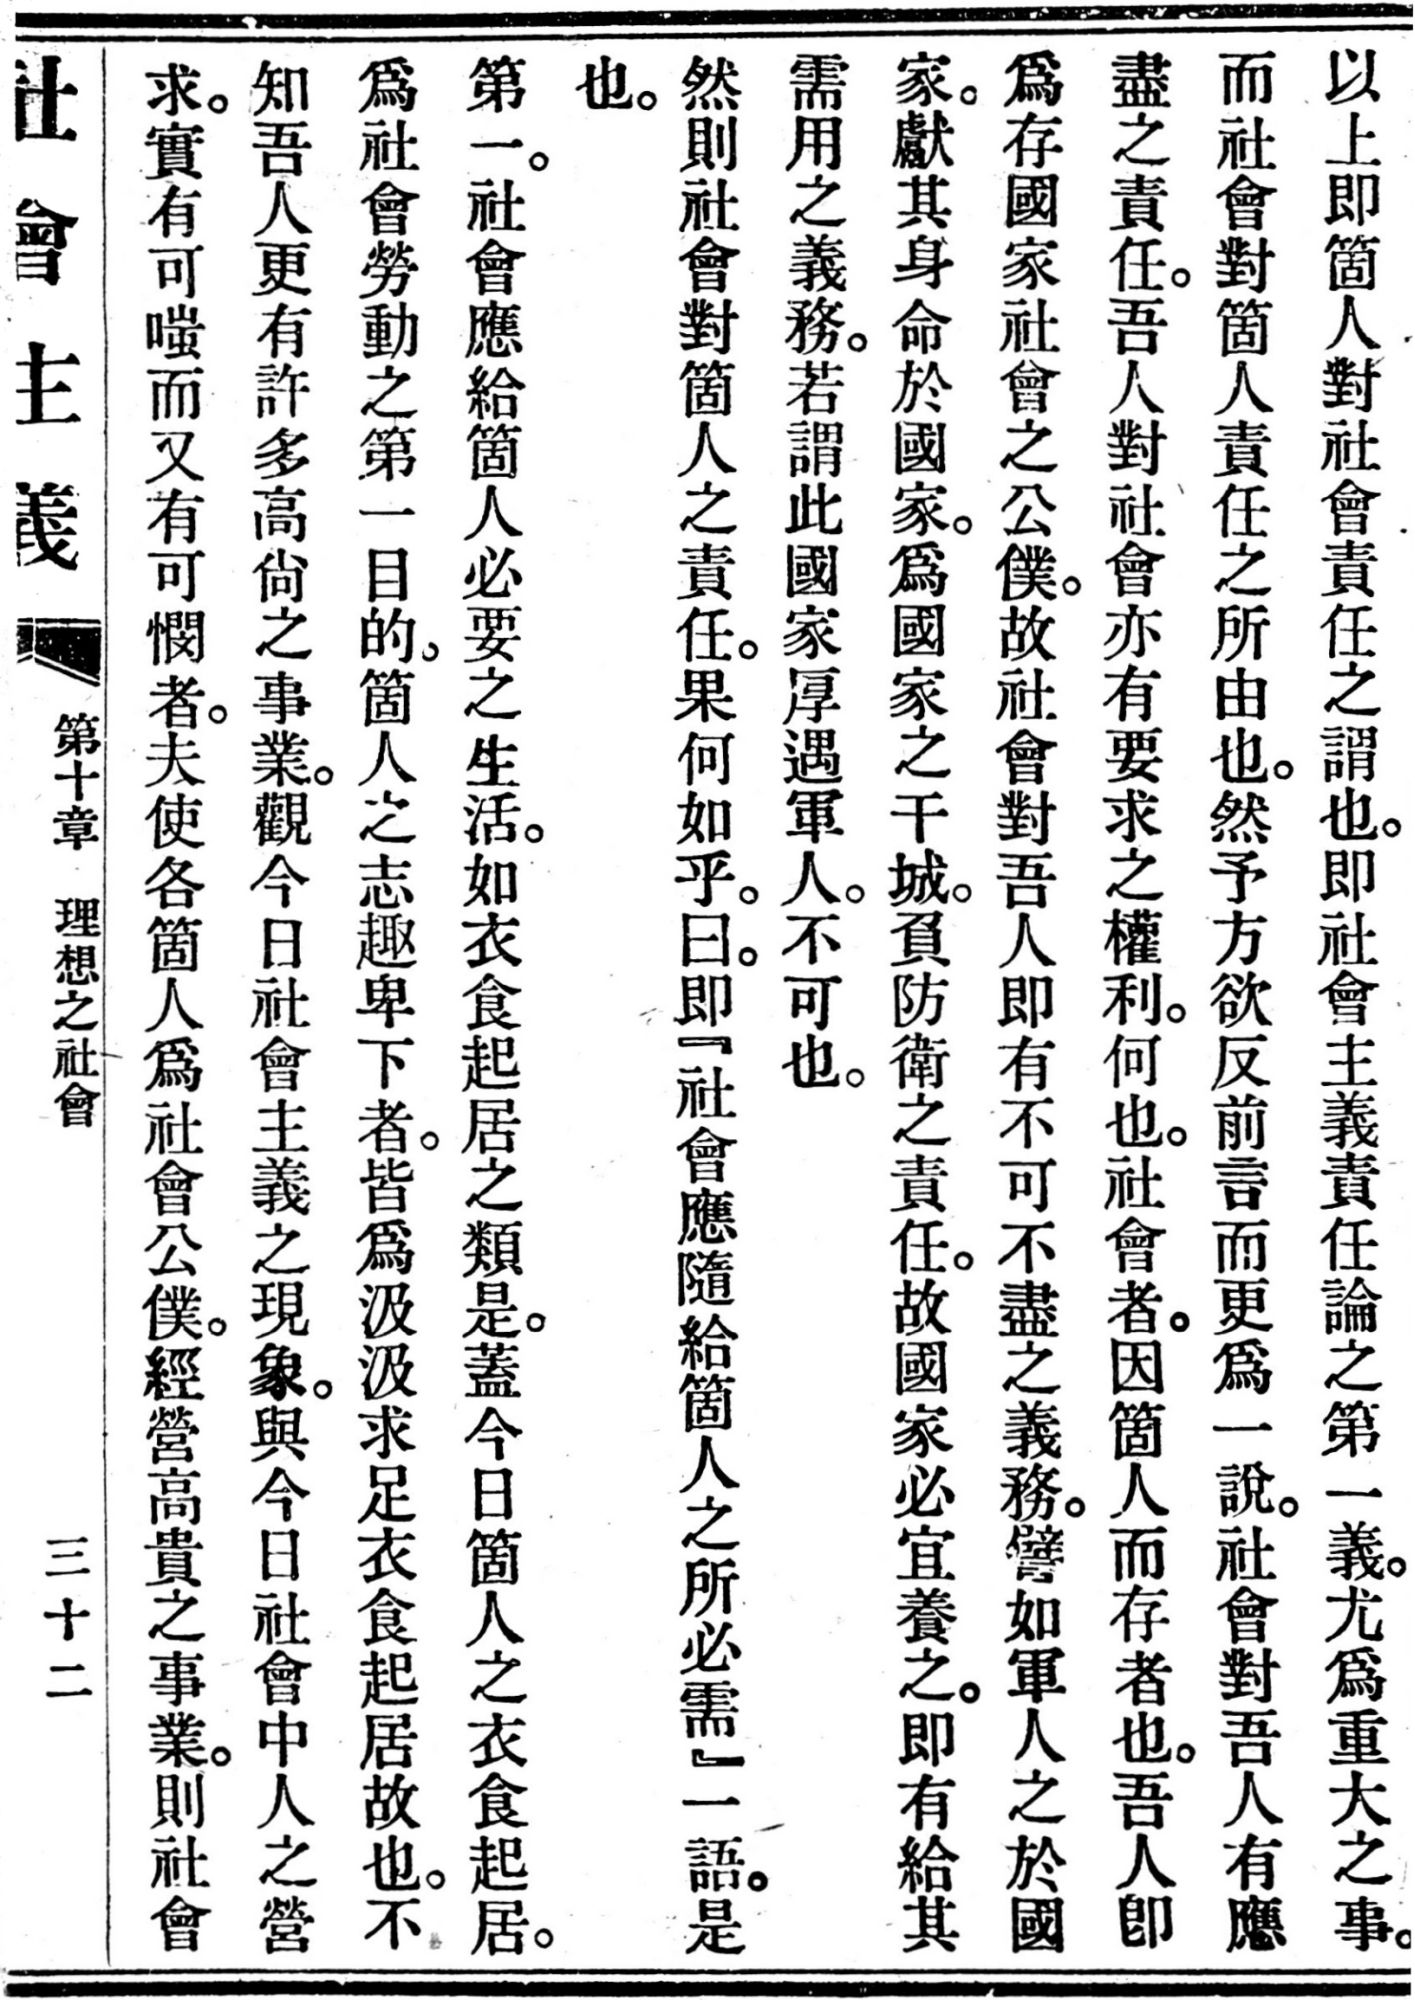 以上即箇人對社會責任之謂也。即社會主義責任論之第一義。尤爲重大之事。
而社會對箇人責任之所由也。然予方欲反前言而更爲一說。社會對吾人有應
盡之責任。吾人對社會亦有要求之權利。何也。社會者。因箇人而存者也。吾人卽
爲存國家社會之公僕。故社會對吾人即有不可不盡之義務。譬如軍人之於國
家。獻其身命於國家。爲國家之干城。負防衛之責任。故國家必宜養之。即有給其
需用之義務。若謂此國家厚遇軍人。不可也。
然則社會對箇人之責任。果何如乎。曰。即『社會應隨給箇人之所必需』一語。是
也。
第一。社會應給箇人必要之生活。如衣食起居之類是。蓋今日箇人之衣食起居。
爲社會勞動之第一目的。箇人之志趣卑下者。皆爲汲汲求足衣食起居故也。不
知吾人更有許多高尙之事業。觀今日社會主義之現象。與今日社會中人之營
求。實有可嗤而又有可憫者。夫使各箇人爲社會公僕。經營高貴之事業。則社會
社會主義 第十章 理想之社會 三十二